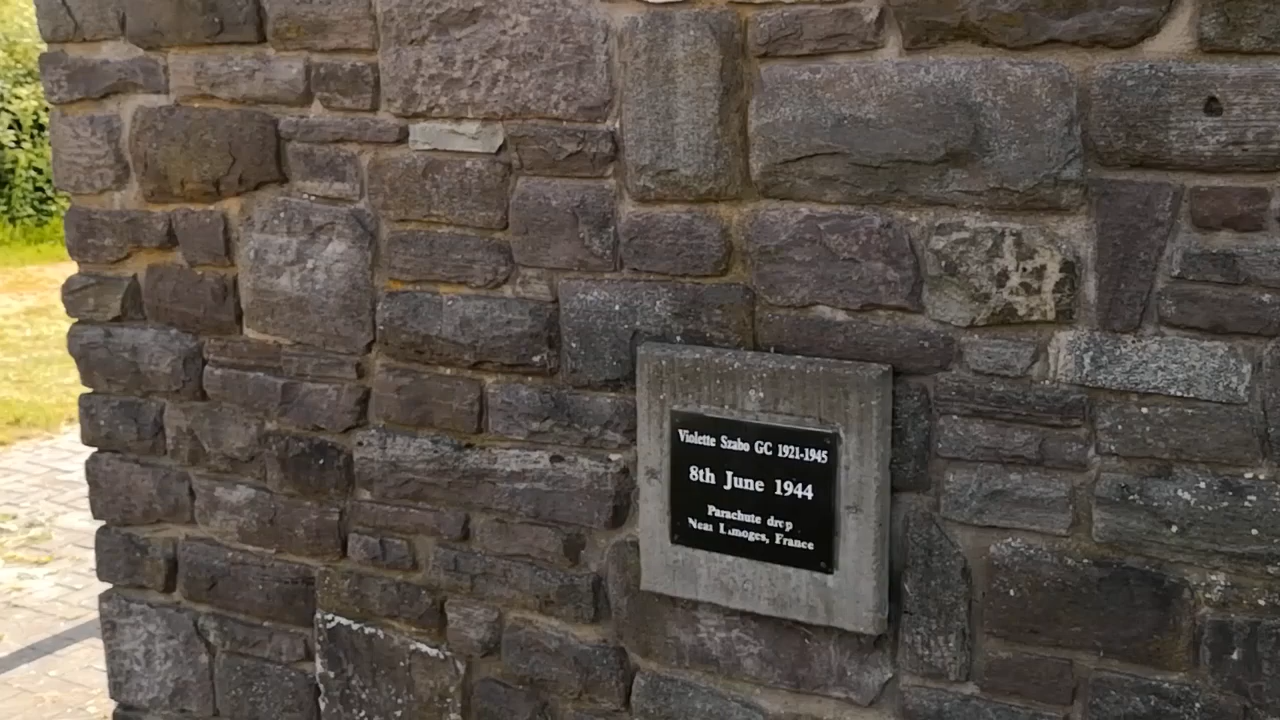 Violette Szabo GC 1921-1945
8th June 1944
Parachute drop
Near Limoges, France